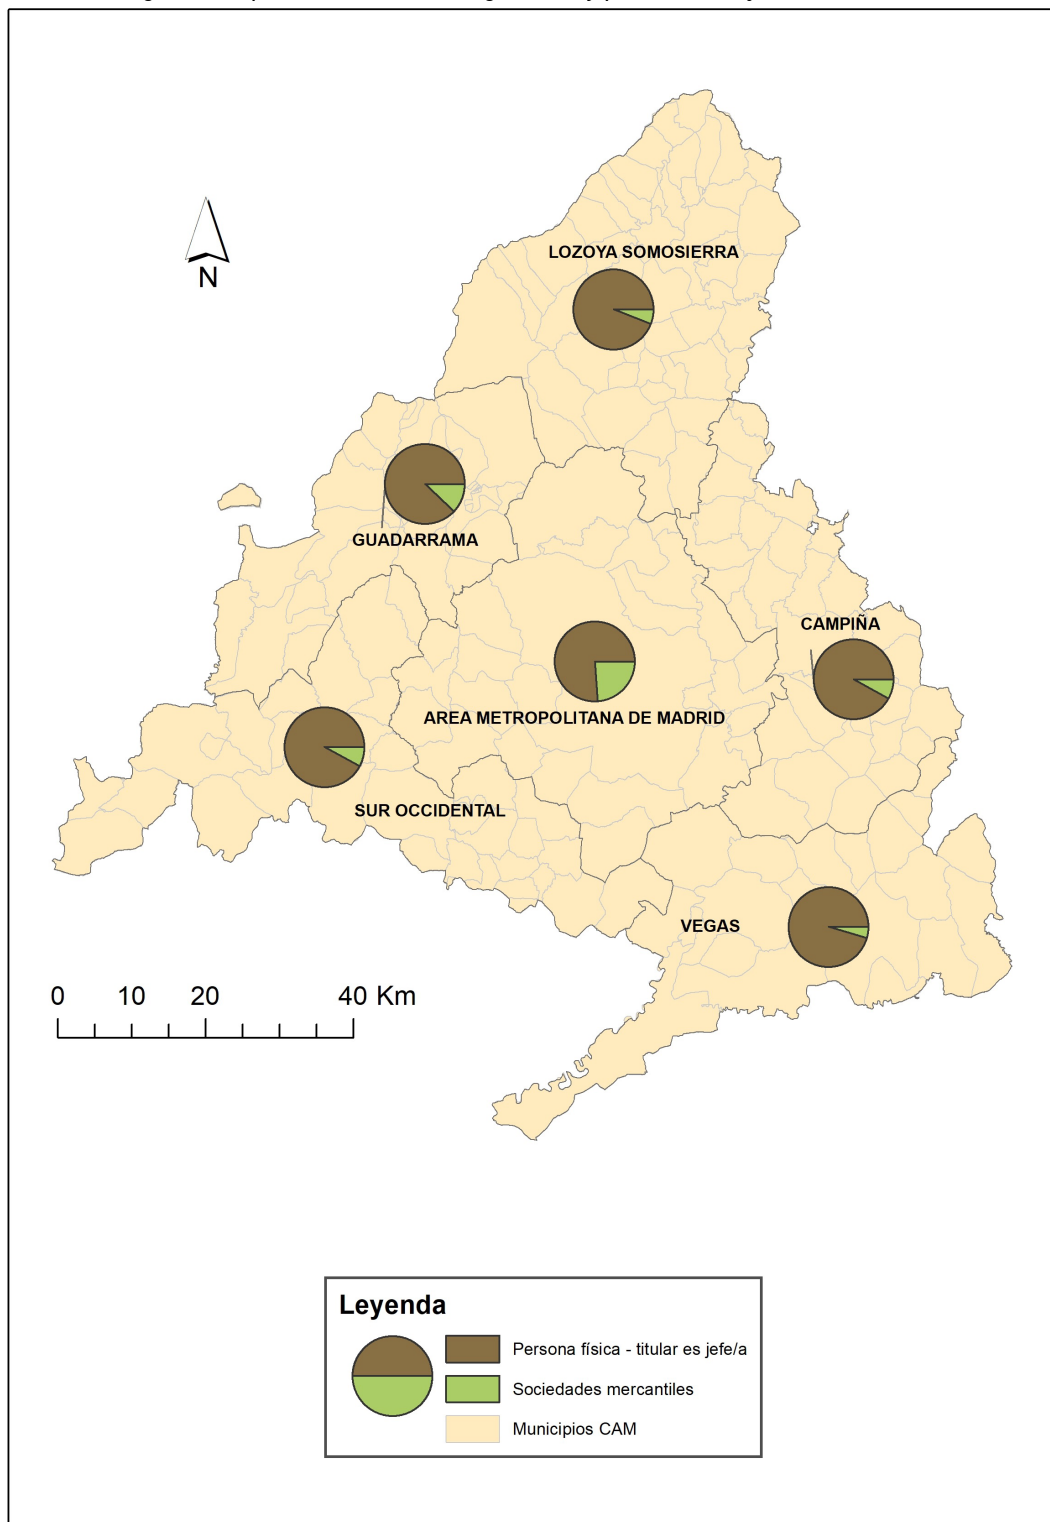 N
LOZOYA SOMOSIERRA
GUADARRAMA
CAMPIÑA
AREA METROPOLITANA DE MADRID
SUR OCCIDENTAL
VEGAS
0 10 20 40 Km
Leyenda
Persona física - titular es jefe/a
Sociedades mercantiles
Municipios CAM